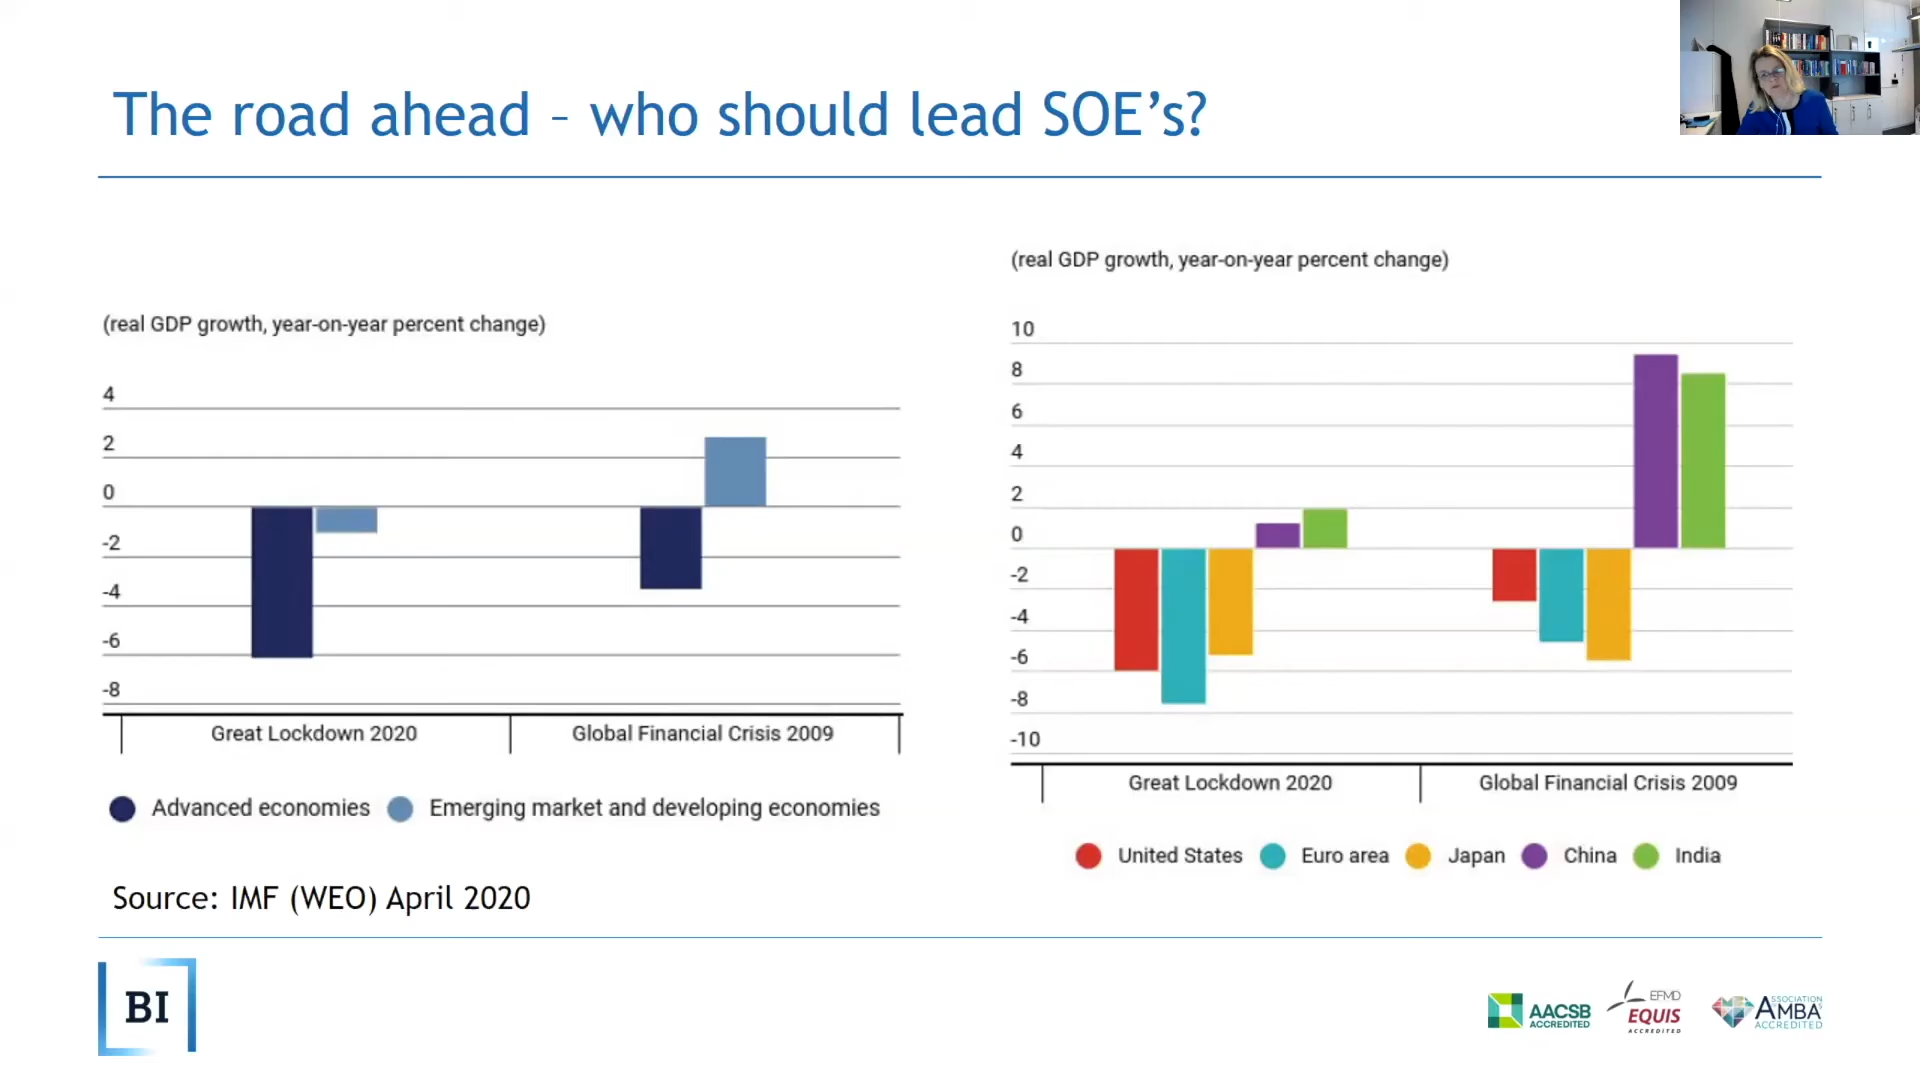 The road ahead – who should lead SOE’s?
(real GDP growth, year-on-year percent change)
4
2
0
-2
-4
-6
-8
Great Lockdown 2020
Global Financial Crisis 2009
Advanced economies
Emerging market and developing economies
Source: IMF (WEO) April 2020
(real GDP growth, year-on-year percent change)
10
8
6
4
2
0
-2
-4
-6
-8
-10
Great Lockdown 2020
Global Financial Crisis 2009
United States
Euro area
Japan
China
India
BI
AACSB
ACCREDITED
EFMD
EQUIS
ACCREDITED
ASSOCIATION
AMBA'S
ACCREDITED